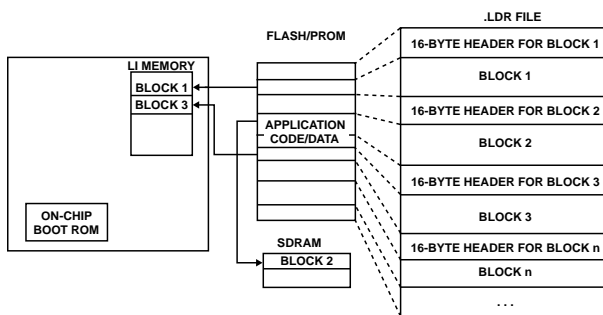 .LDR FILE
FLASH/PROM
16-BYTE HEADER FOR BLOCK 1
LI MEMORY
BLOCK 1
BLOCK 1
BLOCK 3
16-BYTE HEADER FOR BLOCK 2
APPLICATION
CODE/DATA
BLOCK 2
16-BYTE HEADER FOR BLOCK 3
ON-CHIP
BOOT ROM
BLOCK 3
SDRAM
16-BYTE HEADER FOR BLOCK n
BLOCK 2
BLOCK n
. . .